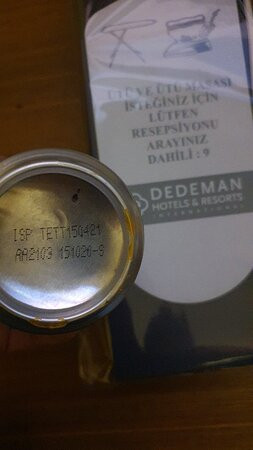 ÜTÜ VE ÜTÜ MASASI
İSTEĞİNİZ İÇİN
LÜTFEN
RESEPSİYONU
ARAYINIZ
DAHİLİ : 9
DEDEMAN
HOTELS & RESORTS
INTERNATIONAL
ISP TETT150421
AA2103 151020-S